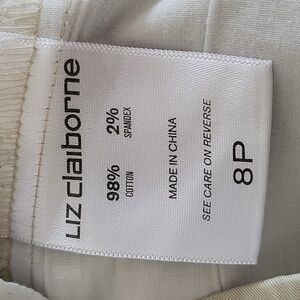 Liz claiborne
98% 2%
COTTON SPANDEX
MADE IN CHINA
SEE CARE ON REVERSE
8P